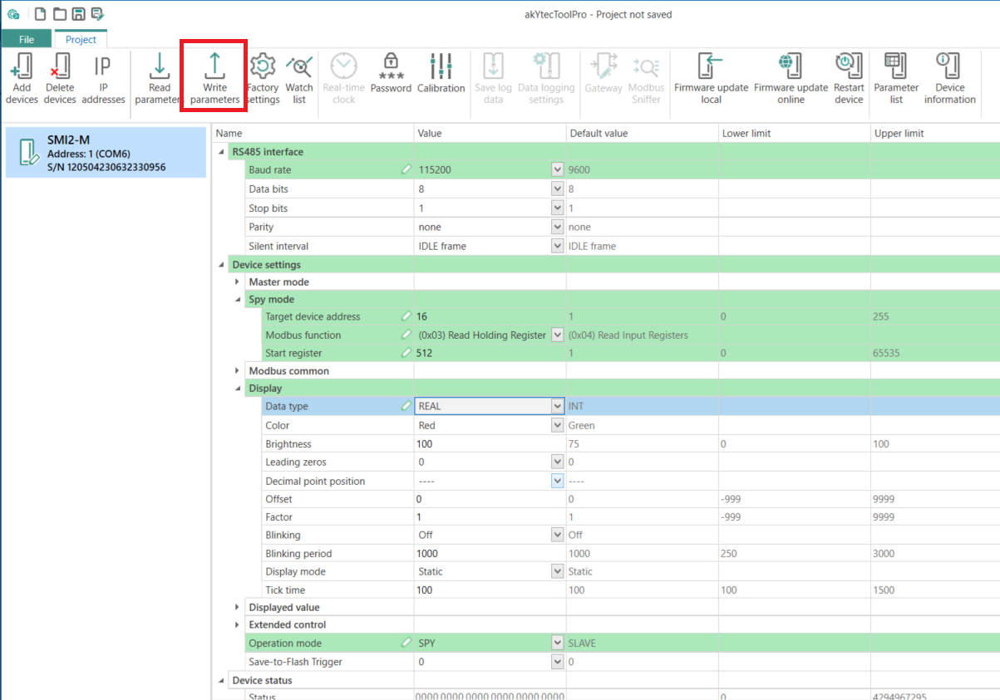 akYtecToolPro - Project not saved
File Project
Add devices Delete devices IP addresses Read parameters Write parameters Factory settings Watch list Real-time clock *** Password Calibration Save log data Data logging settings Gateway Modbus Sniffer Firmware update local Firmware update online Restart device Parameter list Device information
SMI2-M
Address: 1 (COM6)
S/N 120504230632330956
Name Value Default value Lower limit Upper limit
RS485 interface
Baud rate 115200 9600
Data bits 8 8
Stop bits 1 1
Parity none none
Silent interval IDLE frame IDLE frame
Device settings
Master mode
Spy mode
Target device address 16 1 0 255
Modbus function (0x03) Read Holding Register (0x04) Read Input Registers
Start register 512 1 0 65535
Modbus common
Display
Data type REAL INT
Color Red Green
Brightness 100 75 0 100
Leading zeros 0 0
Decimal point position ---- ----
Offset 0 0 -999 9999
Factor 1 1 -999 9999
Blinking Off Off
Blinking period 1000 1000 250 3000
Display mode Static Static
Tick time 100 100 100 1500
Displayed value
Extended control
Operation mode SPY SLAVE
Save-to-Flash Trigger 0 0
Device status
Status 0000 0000 0000 0000 0000 0000 0 4294967295